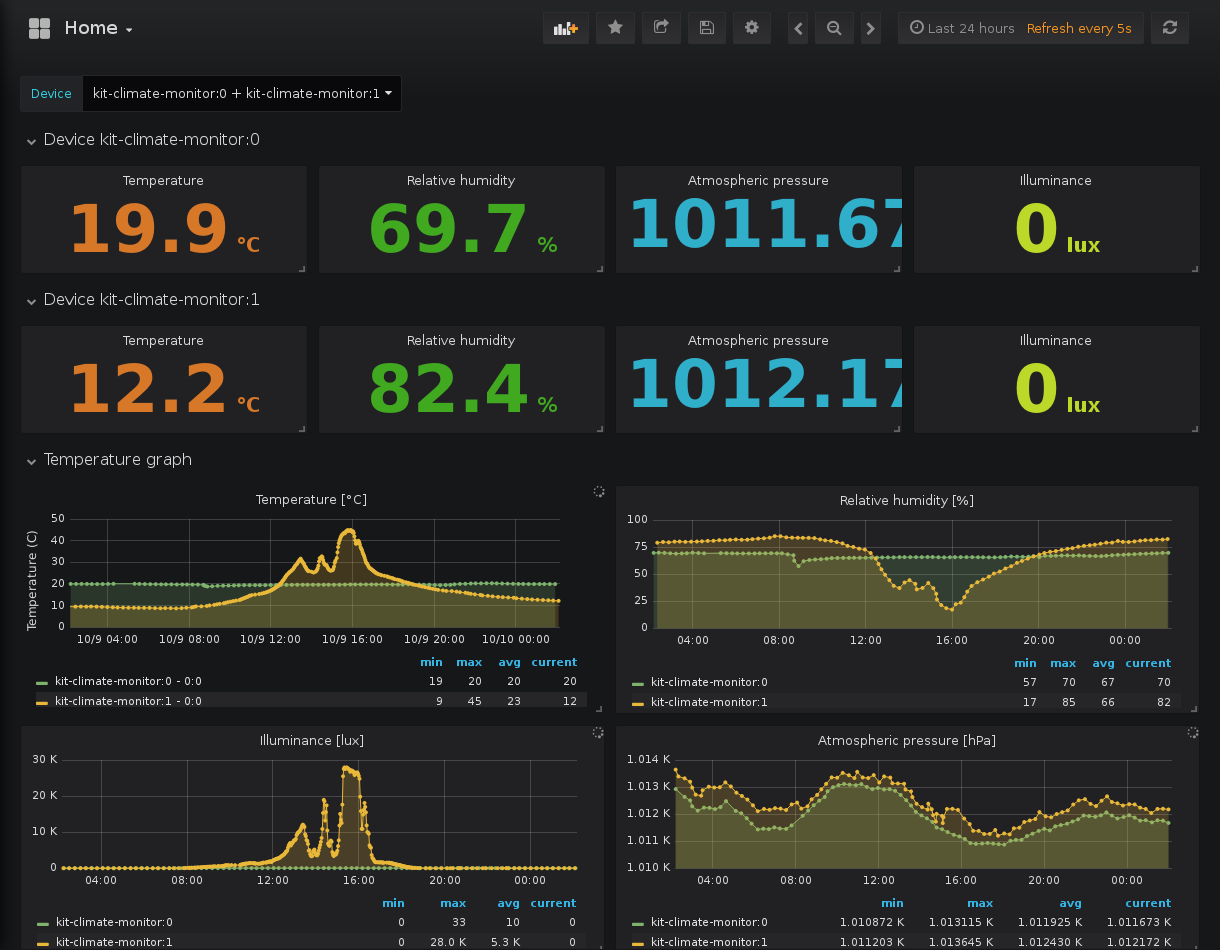 Home
Last 24 hours Refresh every 5s
Device kit-climate-monitor:0 + kit-climate-monitor:1
Device kit-climate-monitor:0
Temperature Relative humidity Atmospheric pressure Illuminance
19.9 °C 69.7 % 1011.67 0 lux
Device kit-climate-monitor:1
Temperature Relative humidity Atmospheric pressure Illuminance
12.2 °C 82.4 % 1012.17 0 lux
Temperature graph
Temperature [°C]
Temperature (C)
50
40
30
20
10
0
10/9 04:00 10/9 08:00 10/9 12:00 10/9 16:00 10/9 20:00 10/10 00:00
min max avg current
kit-climate-monitor:0 - 0:0 19 20 20 20
kit-climate-monitor:1 - 0:0 9 45 23 12
Relative humidity [%]
100
75
50
25
0
04:00 08:00 12:00 16:00 20:00 00:00
min max avg current
kit-climate-monitor:0 57 70 67 70
kit-climate-monitor:1 17 85 66 82
Illuminance [lux]
30 K
20 K
10 K
0
04:00 08:00 12:00 16:00 20:00 00:00
min max avg current
kit-climate-monitor:0 0 33 10 0
kit-climate-monitor:1 0 28.0 K 5.3 K 0
Atmospheric pressure [hPa]
1.014 K
1.013 K
1.012 K
1.011 K
1.010 K
04:00 08:00 12:00 16:00 20:00 00:00
min max avg current
kit-climate-monitor:0 1.010872 K 1.013115 K 1.011925 K 1.011673 K
kit-climate-monitor:1 1.011203 K 1.013645 K 1.012430 K 1.012172 K